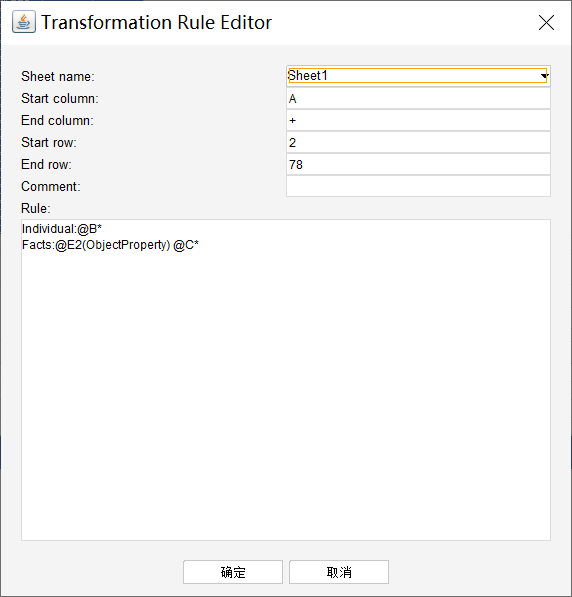 Transformation Rule Editor
Sheet name:
Sheet1
Start column:
A
End column:
+
Start row:
2
End row:
78
Comment:
Rule:
Individual:@B*
Facts:@E2(ObjectProperty) @C*
确定
取消